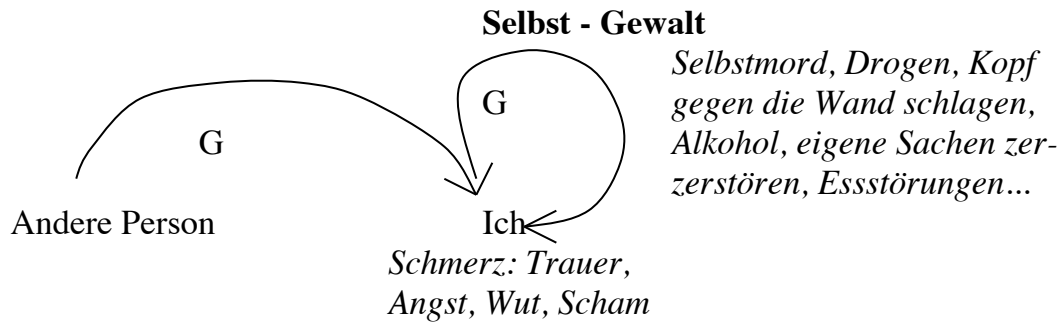 Selbst - Gewalt
Selbstmord, Drogen, Kopf
gegen die Wand schlagen,
Alkohol, eigene Sachen zer-
zerstören, Essstörungen...
G
G
Andere Person
Ich
Schmerz: Trauer,
Angst, Wut, Scham